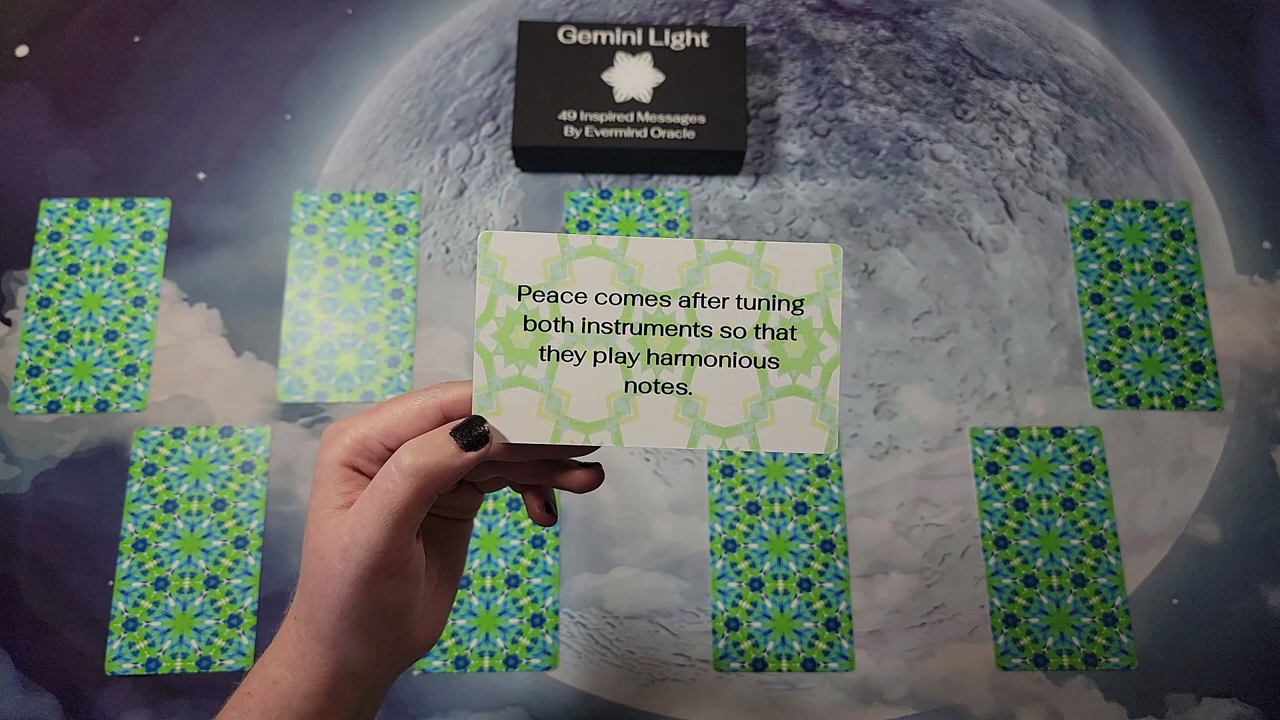 Gemini Light
49 Inspired Messages
By Evermind Oracle
Peace comes after tuning
both instruments so that
they play harmonious
notes.